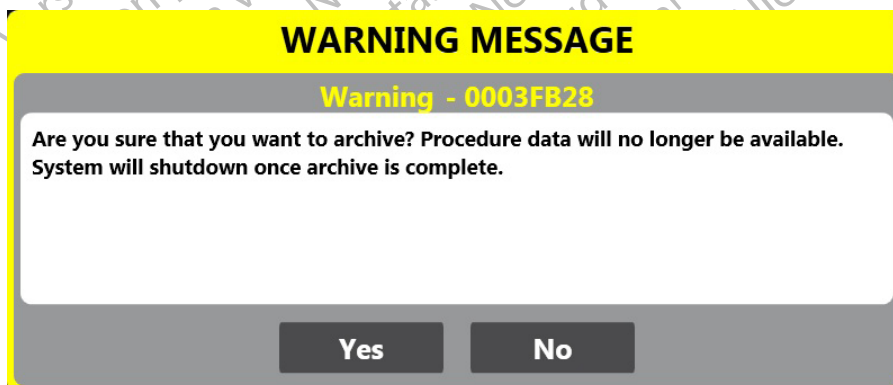 WARNING MESSAGE
Warning - 0003FB28
Are you sure that you want to archive? Procedure data will no longer be available.
System will shutdown once archive is complete.
Yes
No